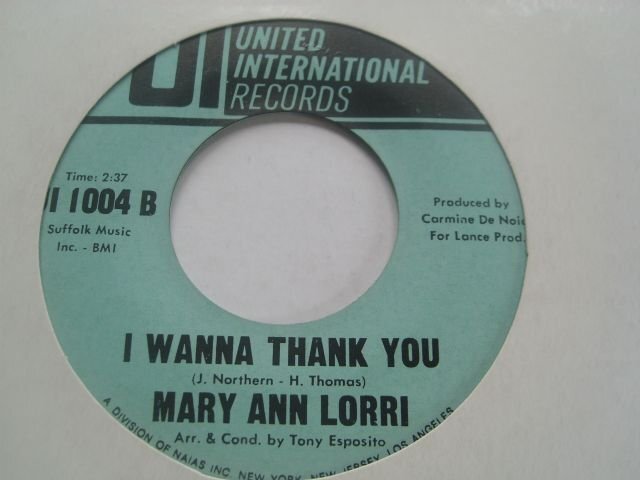 UI
UNITED
INTERNATIONAL
RECORDS
Time: 2:37
UI 1004 B
Suffolk Music
Inc. - BMI
Produced by
Carmine De Noia
For Lance Prod.
I WANNA THANK YOU
(J. Northern - H. Thomas)
MARY ANN LORRI
Arr. & Cond. by Tony Esposito
A DIVISION OF NAIAS INC. NEW YORK NEW JERSEY LOS ANGELES